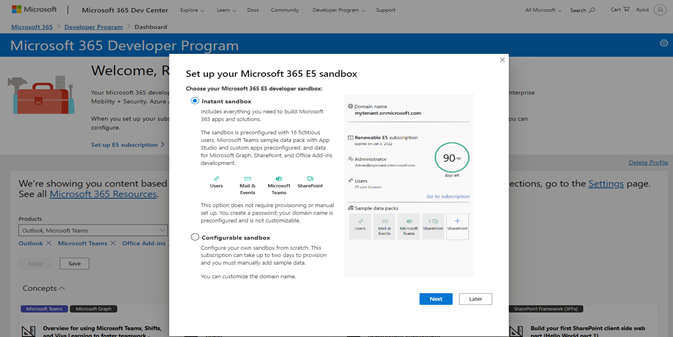 Microsoft
Microsoft 365 Dev Center
Explore
Learn
Docs
Community
Developer Program
Support
All Microsoft
Search
Cart
Rohit
Microsoft 365 > Developer Program > Dashboard
Microsoft 365 Developer Program
Welcome, R
Your Microsoft 365 develo
Mobility + Security, Azure A
When you set up your sub
configure.
Set up E5 subscription
nterprise
Delete Profile
We're showing you content based
See all Microsoft 365 Resources.
ections, go to the Settings page.
Products
Outlook, Microsoft Teams
Outlook
Microsoft Teams
Office Add-ins
Apply
Save
Concepts
Microsoft Teams
Microsoft Graph
SharePoint Framework (SPFx)
Overview for using Microsoft Teams, Shifts,
and Viva Learning to foster teamwork -
Build your first SharePoint client-side web
part (Hello World part 1)
Set up your Microsoft 365 E5 sandbox
Choose your Microsoft 365 E5 developer sandbox:
Instant sandbox
Includes everything you need to build Microsoft
365 apps and solutions.
The sandbox is preconfigured with 16 fictitious
users, Microsoft Teams sample data pack with App
Studio and custom apps preconfigured, and data
for Microsoft Graph, SharePoint, and Office Add-ins
development.
Users
Mail &
Events
Microsoft
Teams
SharePoint
This option does not require provisioning or manual
set up. You create a password; your domain name is
preconfigured and is not customizable.
Configurable sandbox
Configure your own sandbox from scratch. This
subscription can take up to two days to provision
and you must manually add sample data.
You can customize the domain name.
Domain name
mytenant.onmicrosoft.com
Renewable E5 subscription
Administrator
90
days left
Users
Go to subscription
Sample data packs
Users
Mail &
Events
Microsoft
Teams
SharePoint
SharePoint
Next
Later